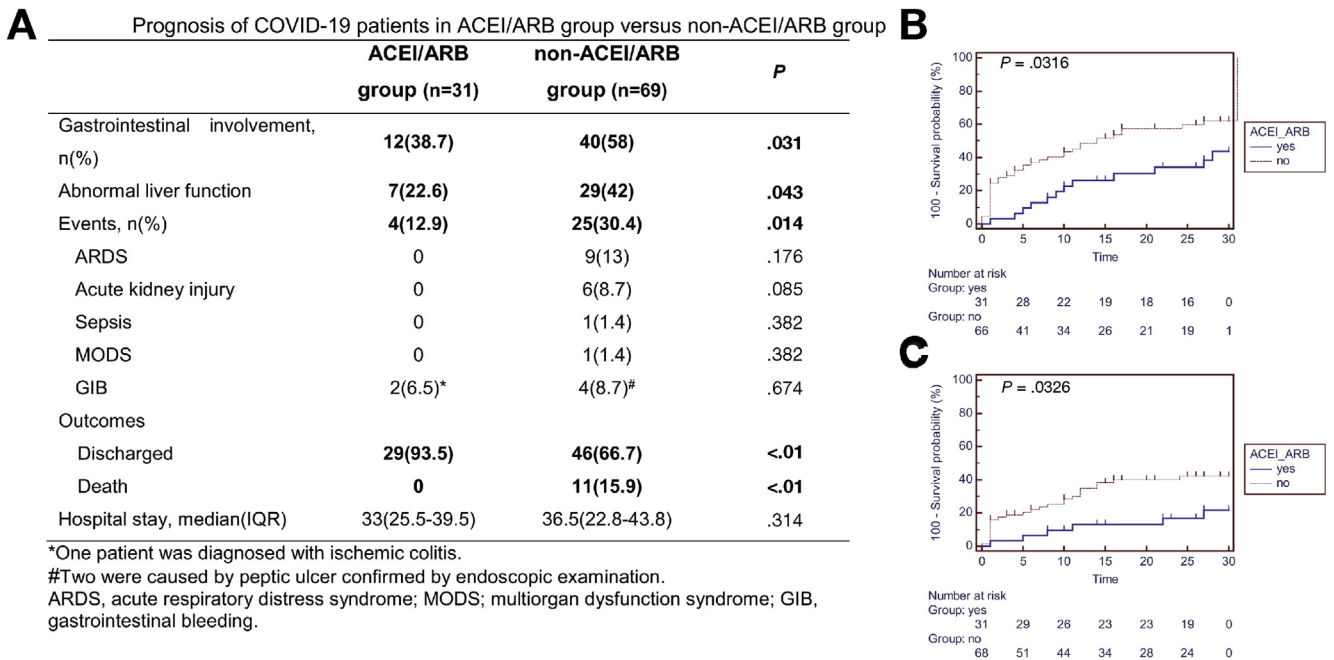 A
Prognosis of COVID-19 patients in ACEI/ARB group versus non-ACEI/ARB group
ACEI/ARB group (n=31) non-ACEI/ARB group (n=69) P
Gastrointestinal involvement, n(%) 12(38.7) 40(58) .031
Abnormal liver function 7(22.6) 29(42) .043
Events, n(%) 4(12.9) 25(30.4) .014
ARDS 0 9(13) .176
Acute kidney injury 0 6(8.7) .085
Sepsis 0 1(1.4) .382
MODS 0 1(1.4) .382
GIB 2(6.5)* 4(8.7)# .674
Outcomes
Discharged 29(93.5) 46(66.7) <.01
Death 0 11(15.9) <.01
Hospital stay, median(IQR) 33(25.5-39.5) 36.5(22.8-43.8) .314
*One patient was diagnosed with ischemic colitis.
#Two were caused by peptic ulcer confirmed by endoscopic examination.
ARDS, acute respiratory distress syndrome; MODS; multiorgan dysfunction syndrome; GIB,
gastrointestinal bleeding.
B
P = .0316
100 - Survival probability (%)
100
80
60
40
20
0
0 5 10 15 20 25 30
Time
ACEI_ARB
yes
no
Number at risk
Group: yes
31 28 22 19 18 16 0
Group: no
66 41 34 26 21 19 1
C
P = .0326
100 - Survival probability (%)
100
80
60
40
20
0
0 5 10 15 20 25 30
Time
ACEI_ARB
yes
no
Number at risk
Group: yes
31 29 26 23 23 19 0
Group: no
68 51 44 34 28 24 0